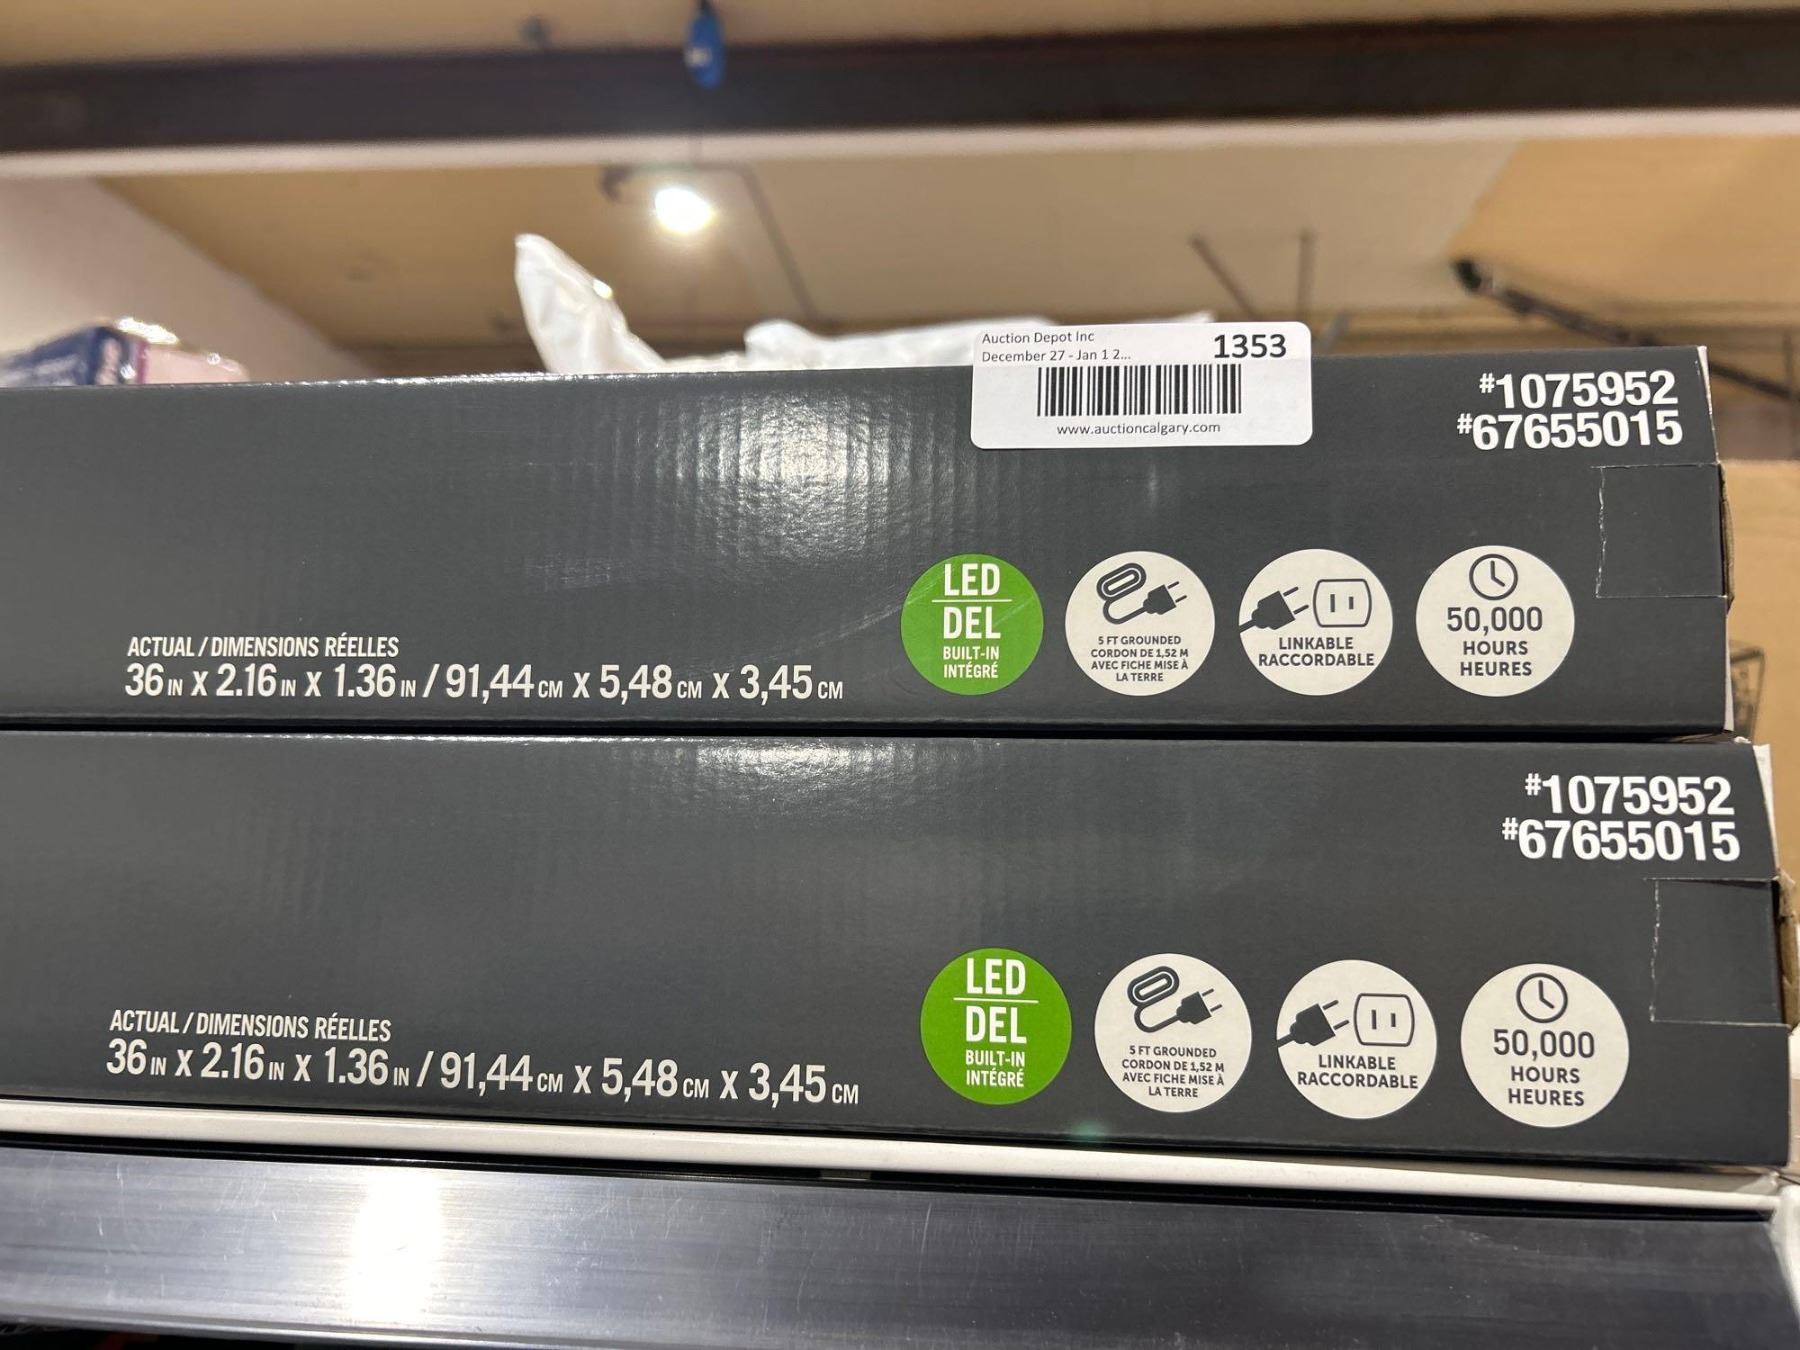 Auction Depot Inc
December 27 - Jan 1 2...
1353
www.auctioncalgary.com
#1075952
#67655015
ACTUAL / DIMENSIONS RÉELLES
36 IN X 2.16 IN X 1.36 IN / 91,44 CM X 5,48 CM X 3,45 CM
LED
DEL
BUILT-IN
INTÉGRÉ
5 FT GROUNDED
CORDON DE 1,52 M
AVEC FICHE MISE À
LA TERRE
LINKABLE
RACCORDABLE
50,000
HOURS
HEURES
#1075952
#67655015
ACTUAL / DIMENSIONS RÉELLES
36 IN X 2.16 IN X 1.36 IN / 91,44 CM X 5,48 CM X 3,45 CM
LED
DEL
BUILT-IN
INTÉGRÉ
5 FT GROUNDED
CORDON DE 1,52 M
AVEC FICHE MISE À
LA TERRE
LINKABLE
RACCORDABLE
50,000
HOURS
HEURES